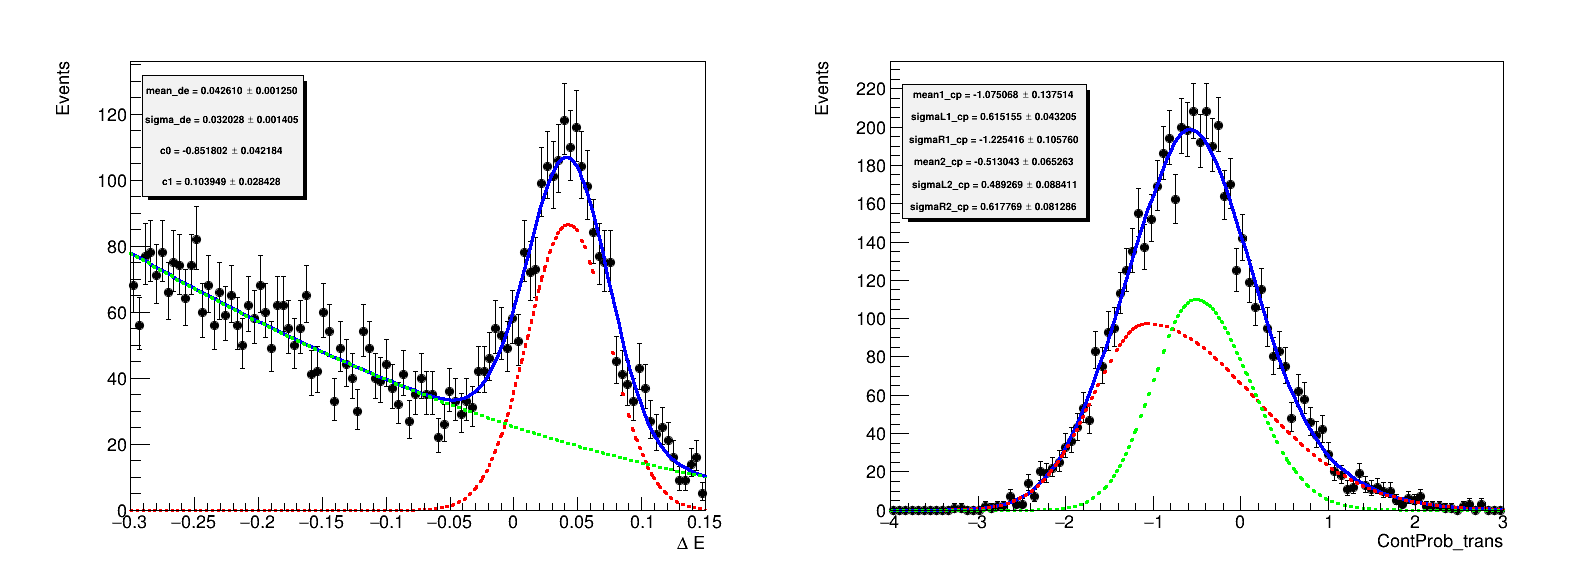 Events
mean_de = 0.042610 ± 0.001250
sigma_de = 0.032028 ± 0.001405
c0 = -0.851802 ± 0.042184
c1 = 0.103949 ± 0.028428
120
100
80
60
40
20
0
−0.3 −0.25 −0.2 −0.15 −0.1 −0.05 0 0.05 0.1 0.15
Δ E
Events
mean1_cp = -1.075068 ± 0.137514
sigmaL1_cp = 0.615155 ± 0.043205
sigmaR1_cp = -1.225416 ± 0.105760
mean2_cp = -0.513043 ± 0.065263
sigmaL2_cp = 0.489269 ± 0.088411
sigmaR2_cp = 0.617769 ± 0.081286
220
200
180
160
140
120
100
80
60
40
20
0
−4 −3 −2 −1 0 1 2 3
ContProb_trans